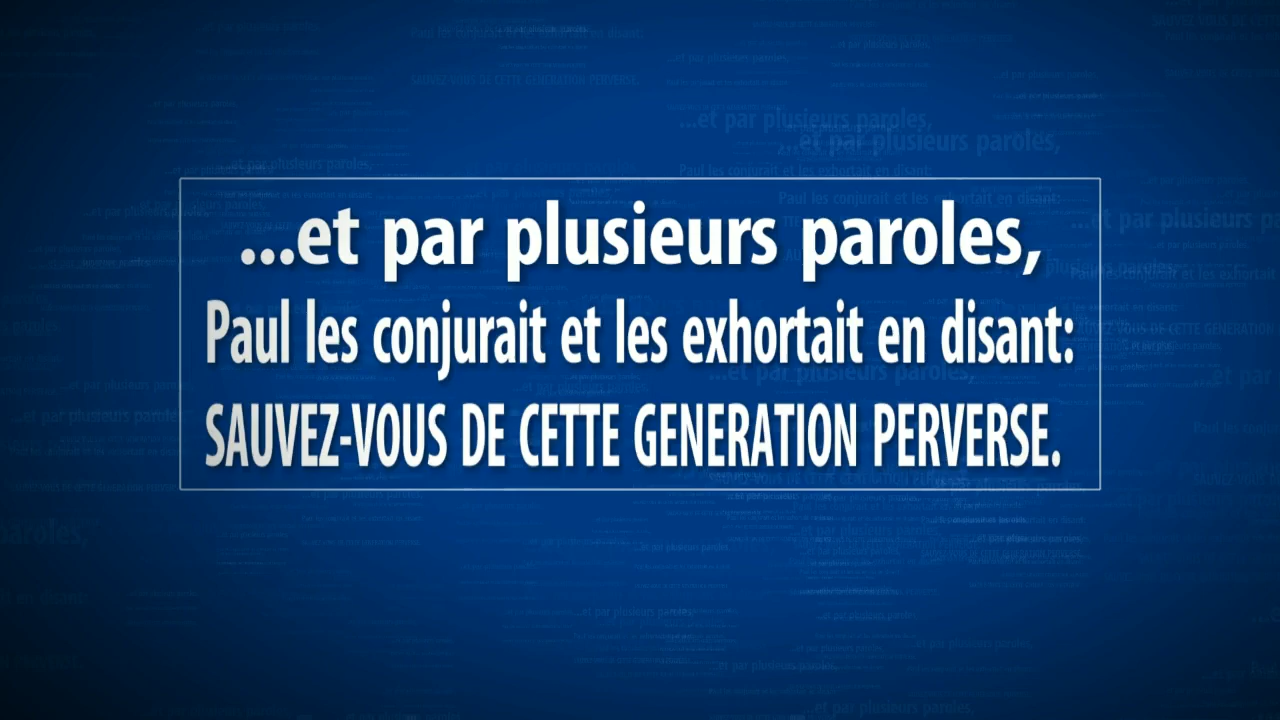 ...et par plusieurs paroles,
Paul les conjurait et les exhortait en disant:
SAUVEZ-VOUS DE CETTE GENERATION PERVERSE.